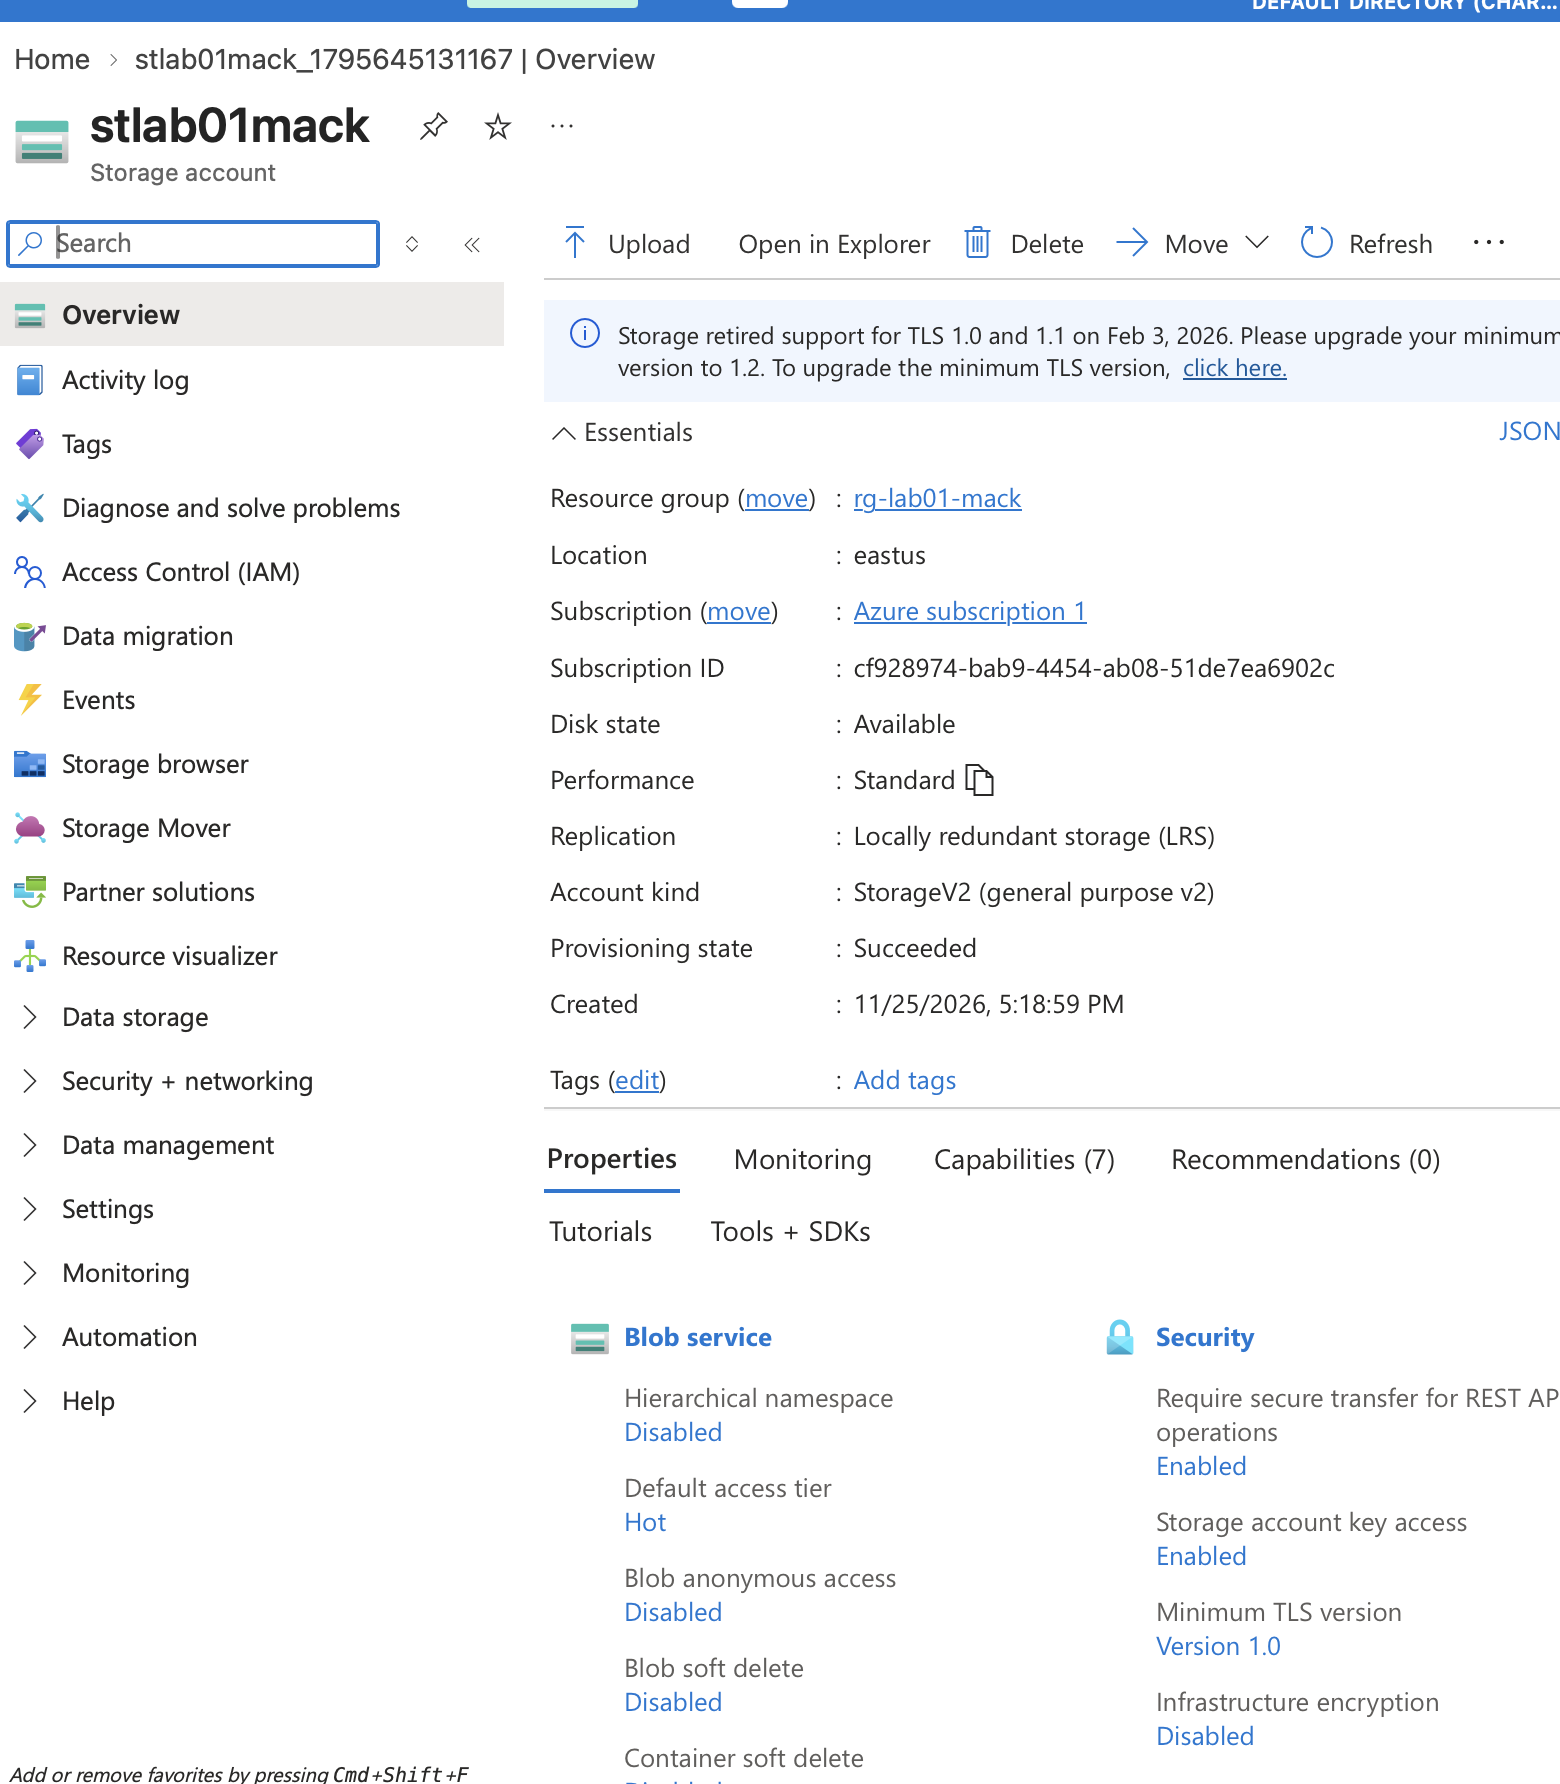 DEFAULT DIRECTORY (CHAR...
Home > stlab01mack_1795645131167 | Overview
stlab01mack
Storage account
Search
Upload Open in Explorer Delete Move Refresh ...
Overview
Activity log
Tags
Diagnose and solve problems
Access Control (IAM)
Data migration
Events
Storage browser
Storage Mover
Partner solutions
Resource visualizer
Data storage
Security + networking
Data management
Settings
Monitoring
Automation
Help
Add or remove favorites by pressing Cmd+Shift+F
Storage retired support for TLS 1.0 and 1.1 on Feb 3, 2026. Please upgrade your minimum
version to 1.2. To upgrade the minimum TLS version, click here.
Essentials
JSON
Resource group (move) : rg-lab01-mack
Location : eastus
Subscription (move) : Azure subscription 1
Subscription ID : cf928974-bab9-4454-ab08-51de7ea6902c
Disk state : Available
Performance : Standard
Replication : Locally redundant storage (LRS)
Account kind : StorageV2 (general purpose v2)
Provisioning state : Succeeded
Created : 11/25/2026, 5:18:59 PM
Tags (edit) : Add tags
Properties Monitoring Capabilities (7) Recommendations (0)
Tutorials Tools + SDKs
Blob service
Hierarchical namespace
Disabled
Default access tier
Hot
Blob anonymous access
Disabled
Blob soft delete
Disabled
Container soft delete
Security
Require secure transfer for REST AP
operations
Enabled
Storage account key access
Enabled
Minimum TLS version
Version 1.0
Infrastructure encryption
Disabled